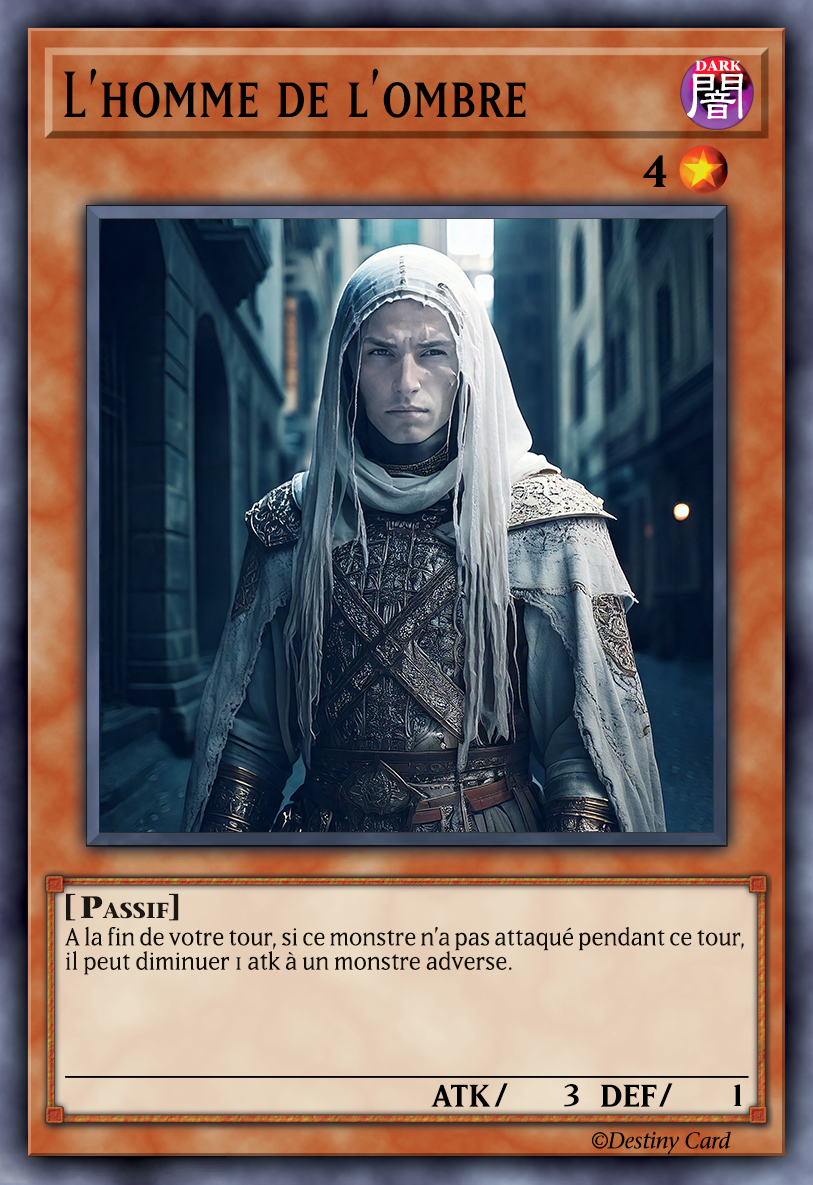 L'homme de l'ombre
DARK
闇
4
[Passif]
A la fin de votre tour, si ce monstre n'a pas attaqué pendant ce tour,
il peut diminuer 1 atk à un monstre adverse.
ATK/ 3 DEF/ 1
©Destiny Card